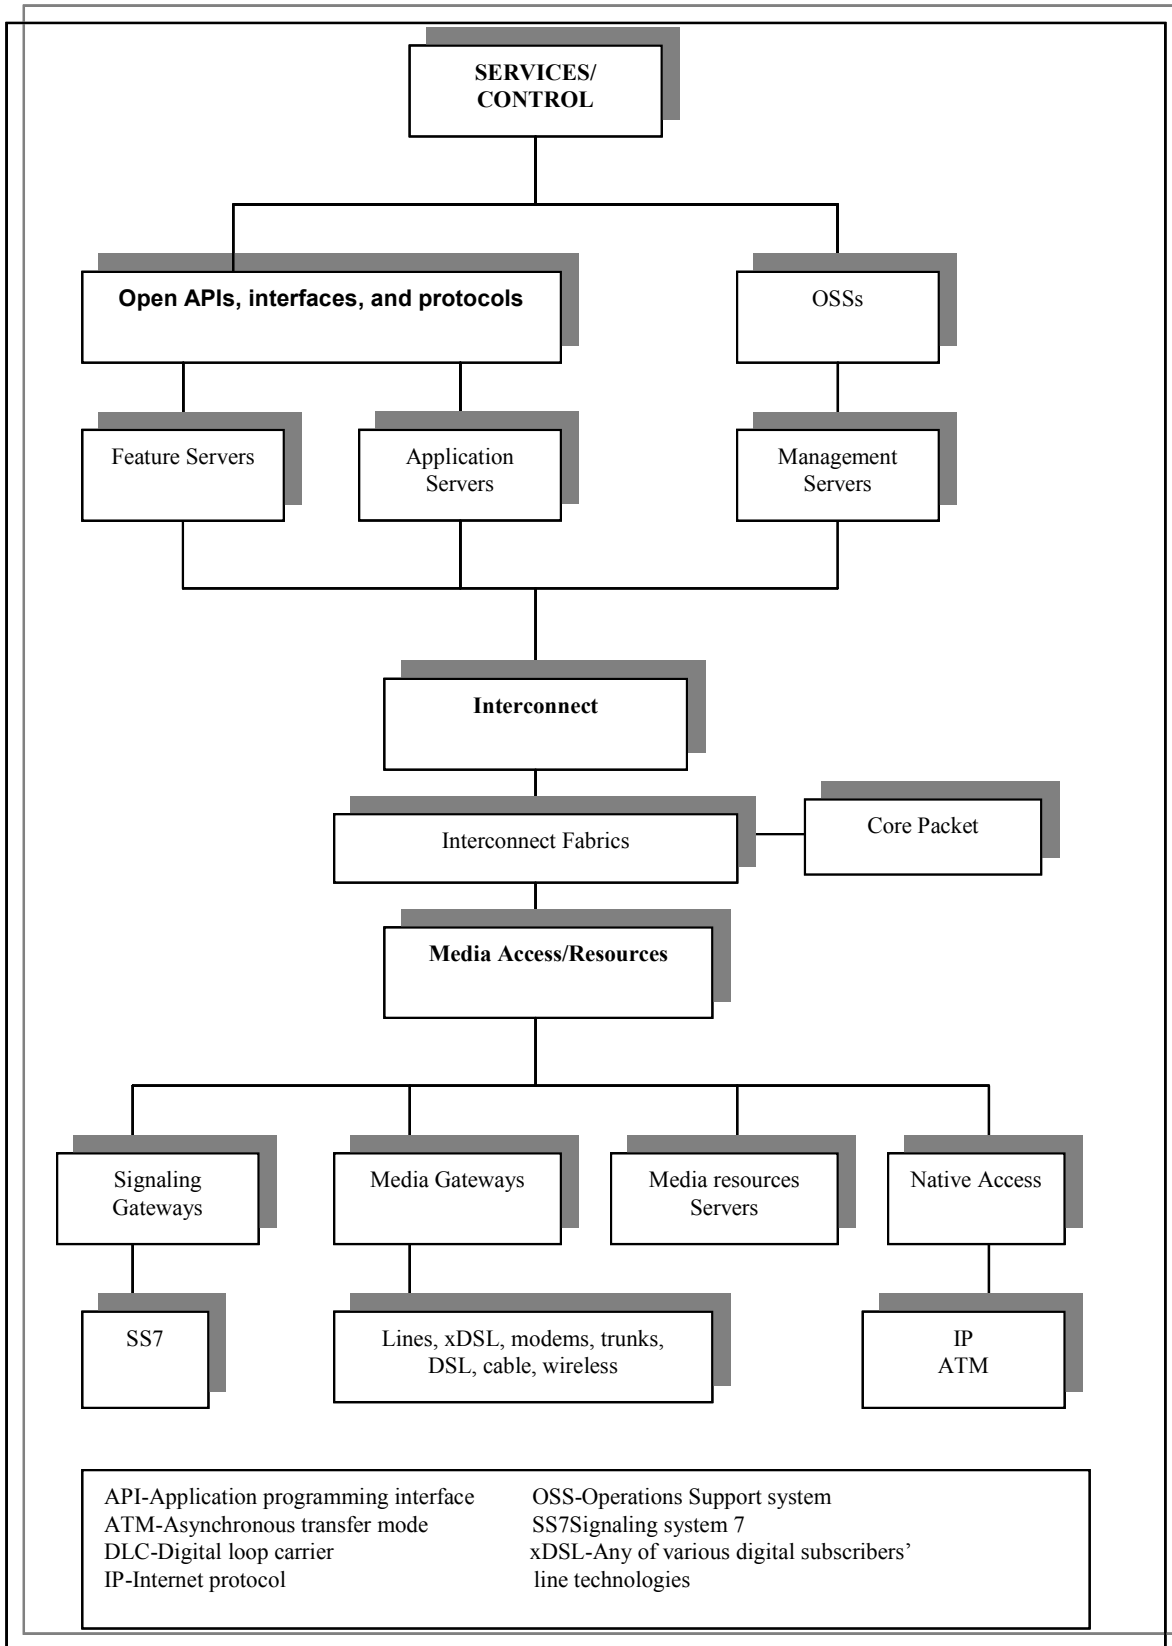 SERVICES/
CONTROL
Open APIs, interfaces, and protocols
OSSs
Feature Servers
Application
Servers
Management
Servers
Interconnect
Interconnect Fabrics
Core Packet
Media Access/Resources
Signaling
Gateways
Media Gateways
Media resources
Servers
Native Access
SS7
Lines, xDSL, modems, trunks,
DSL, cable, wireless
IP
ATM
API-Application programming interface
OSS-Operations Support system
ATM-Asynchronous transfer mode
SS7Signaling system 7
DLC-Digital loop carrier
xDSL-Any of various digital subscribers’
IP-Internet protocol
line technologies